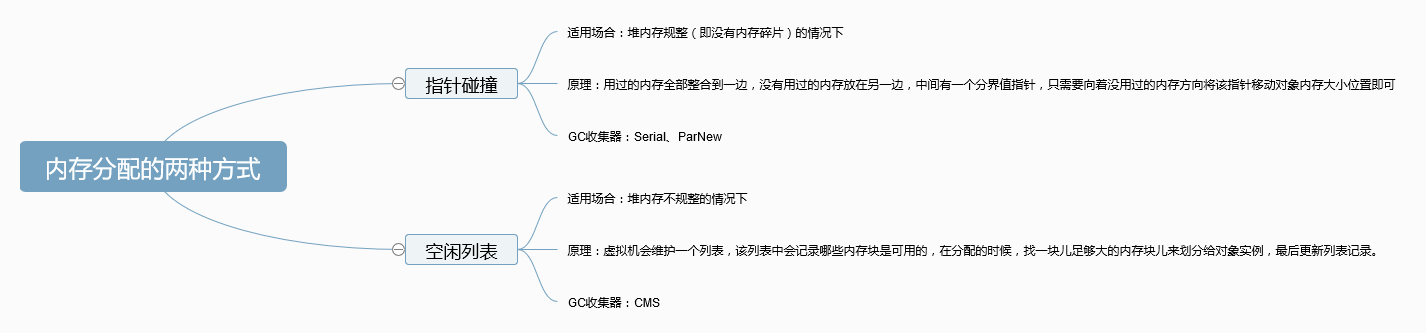 内存分配的两种方式
指针碰撞
适用场合：堆内存规整（即没有内存碎片）的情况下
原理：用过的内存全部整合到一边，没有用过的内存放在另一边，中间有一个分界值指针，只需要向着没用过的内存方向将该指针移动对象内存大小位置即可
GC收集器：Serial、ParNew
空闲列表
适用场合：堆内存不规整的情况下
原理：虚拟机会维护一个列表，该列表中会记录哪些内存块是可用的，在分配的时候，找一块儿足够大的内存块儿来划分给对象实例，最后更新列表记录。
GC收集器：CMS